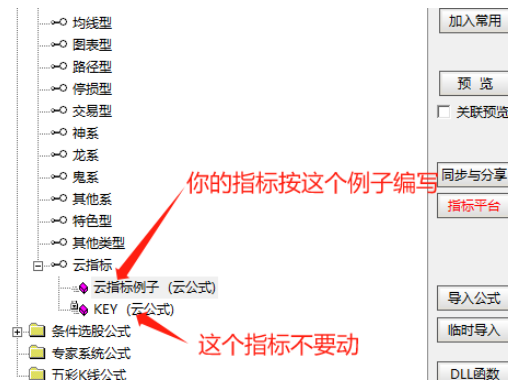 均线型
加入常用
图表型
路径型
停损型
预 览
交易型
关联预览
神系
龙系
鬼系
同步与分享
你的指标按这个例子编写
其他系
指标平台
特色型
其他类型
云指标
云指标例子 (云公式)
导入公式
KEY (云公式)
条件选股公式
临时导入
这个指标不要动
专家系统公式
五彩K线公式
DLL函数